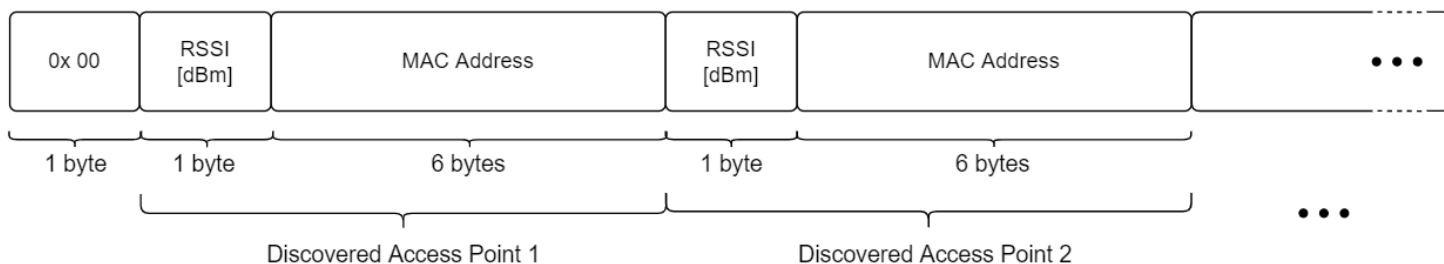 0x 00
RSSI
[dBm]
MAC Address
RSSI
[dBm]
MAC Address
1 byte
1 byte
6 bytes
1 byte
6 bytes
Discovered Access Point 1
Discovered Access Point 2